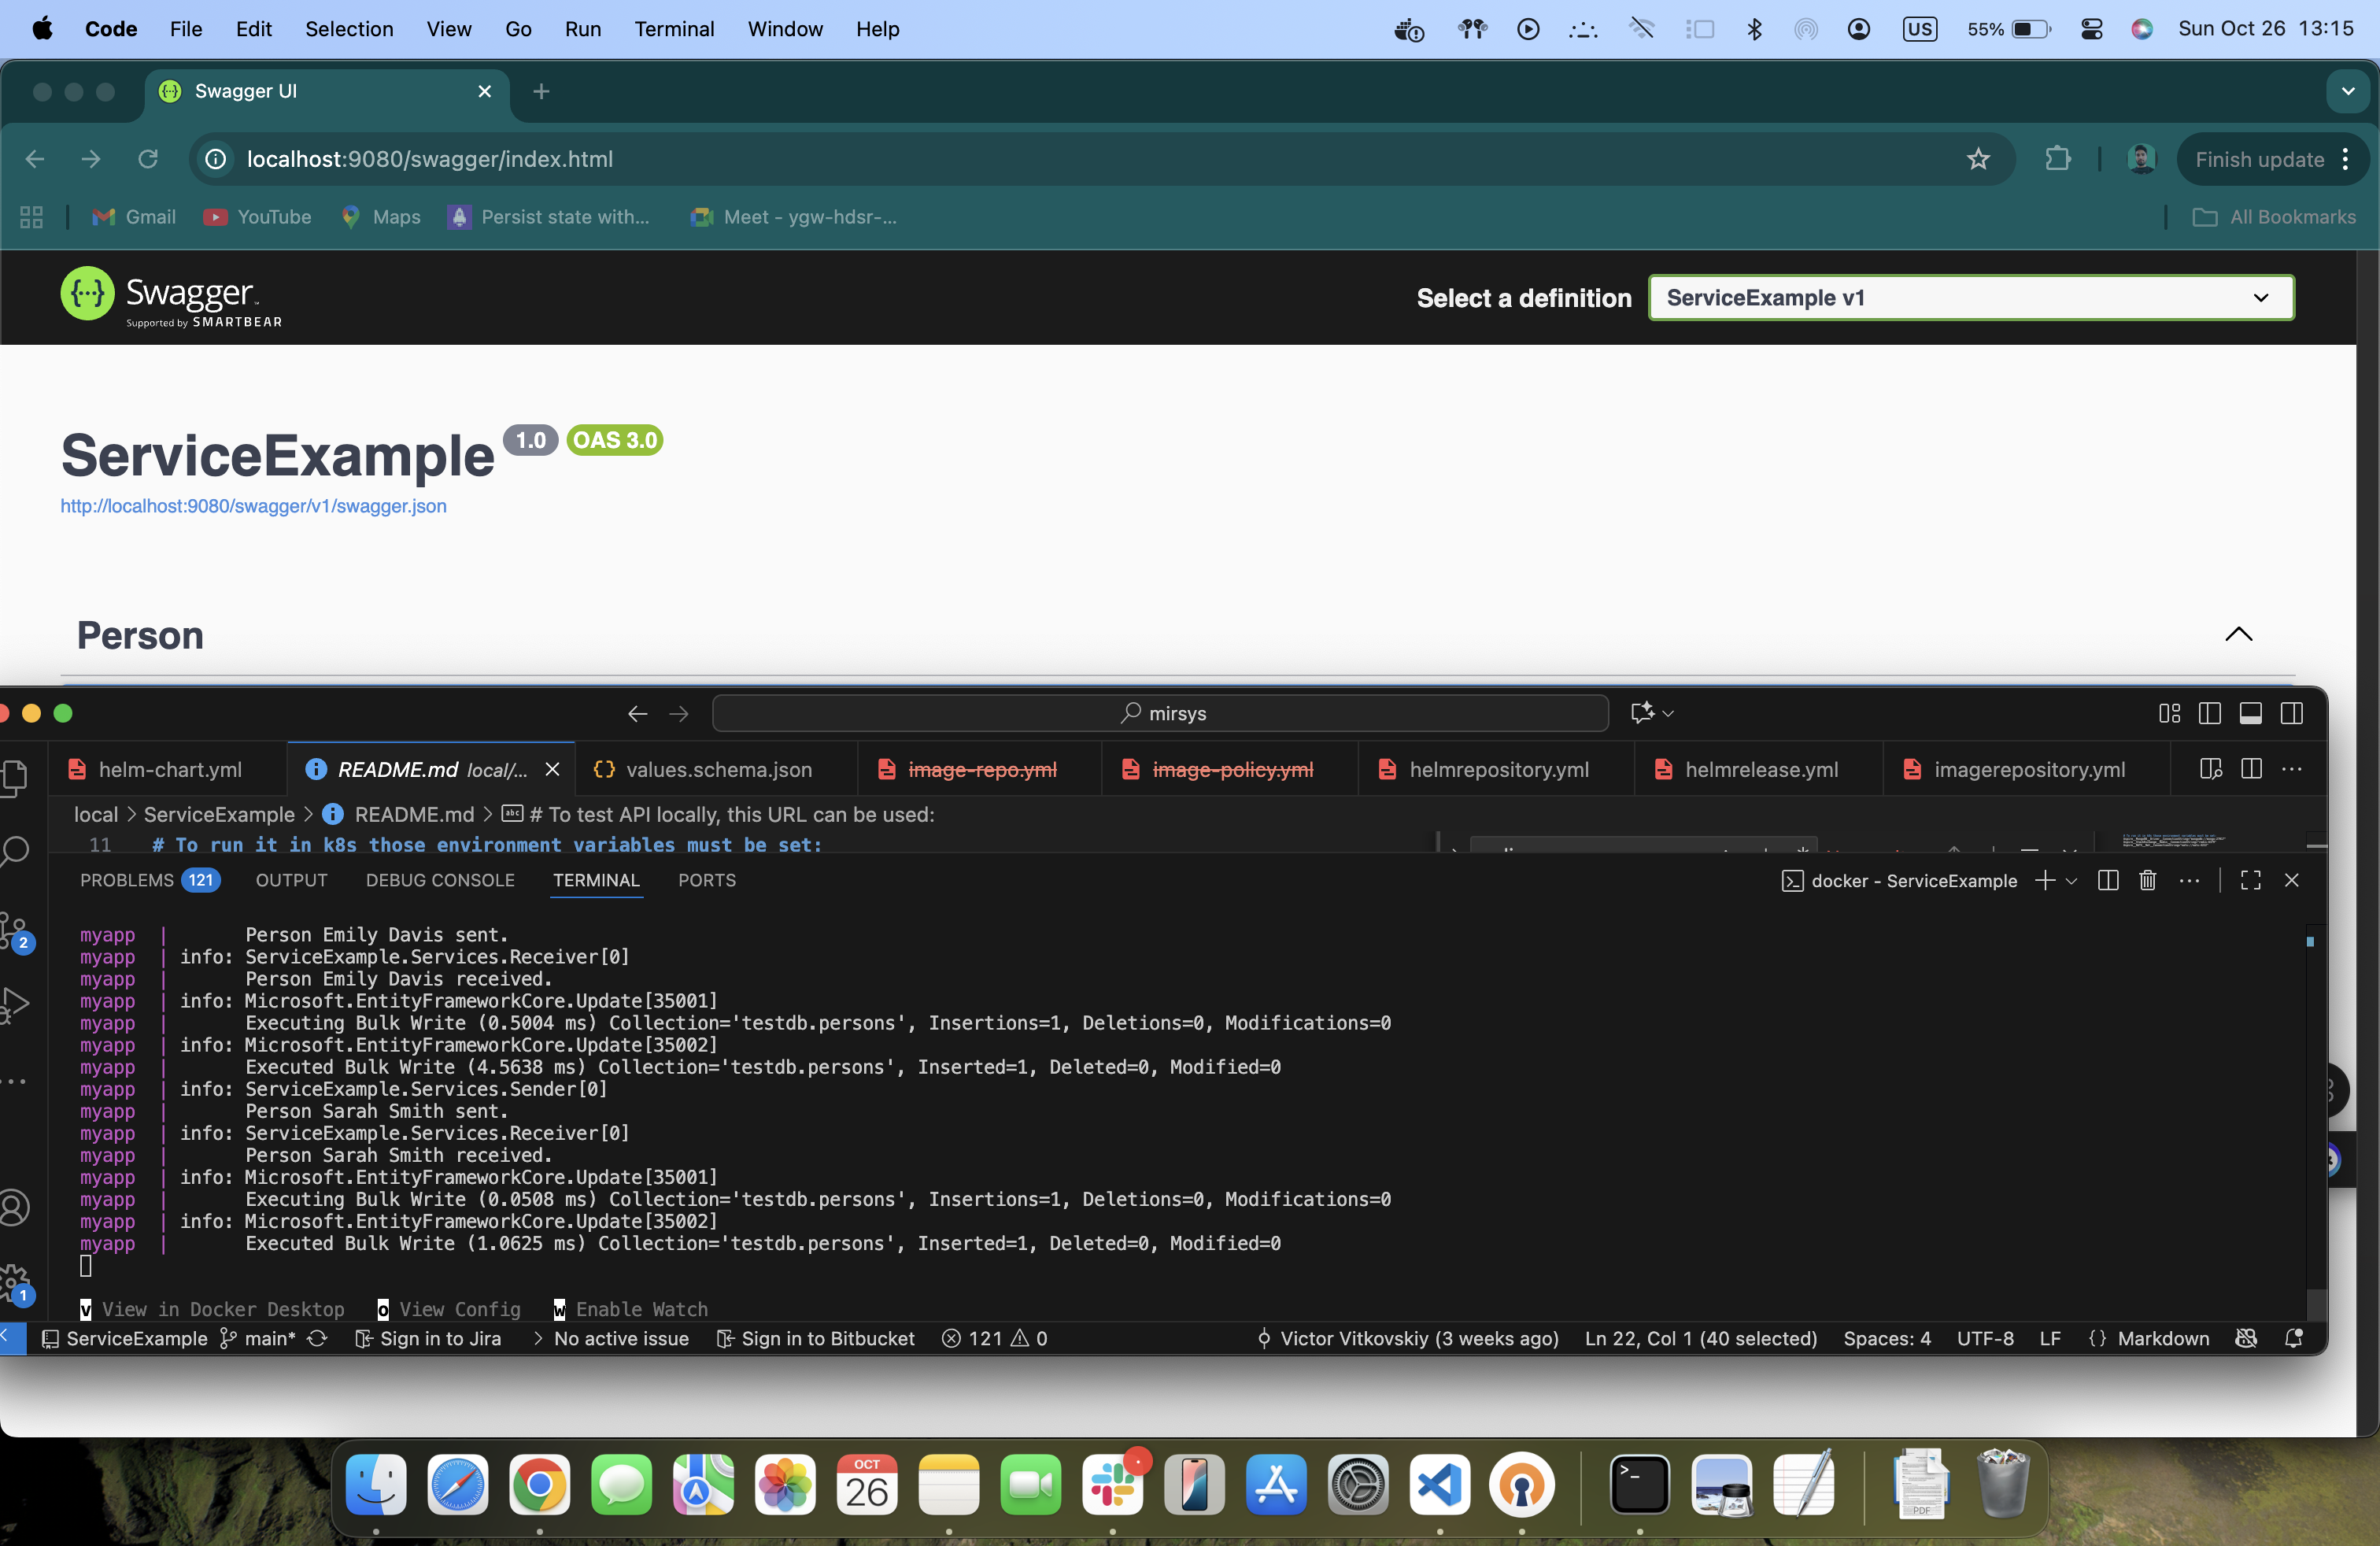 Code File Edit Selection View Go Run Terminal Window Help US 55% Sun Oct 26 13:15
Swagger UI
localhost:9080/swagger/index.html Finish update
Gmail YouTube Maps Persist state with... Meet - ygw-hdsr-... All Bookmarks
Swagger
Supported by SMARTBEAR
Select a definition ServiceExample v1
ServiceExample 1.0 OAS 3.0
http://localhost:9080/swagger/v1/swagger.json
Person
mirsys
helm-chart.yml README.md local/... values.schema.json image-repo.yml image-policy.yml helmrepository.yml helmrelease.yml imagerepository.yml
local > ServiceExample > README.md > abc # To test API locally, this URL can be used:
11 # To run it in k8s those environment variables must be set:
PROBLEMS 121 OUTPUT DEBUG CONSOLE TERMINAL PORTS docker - ServiceExample
myapp | Person Emily Davis sent.
myapp | info: ServiceExample.Services.Receiver[0]
myapp | Person Emily Davis received.
myapp | info: Microsoft.EntityFrameworkCore.Update[35001]
myapp | Executing Bulk Write (0.5004 ms) Collection='testdb.persons', Insertions=1, Deletions=0, Modifications=0
myapp | info: Microsoft.EntityFrameworkCore.Update[35002]
myapp | Executed Bulk Write (4.5638 ms) Collection='testdb.persons', Inserted=1, Deleted=0, Modified=0
myapp | info: ServiceExample.Services.Sender[0]
myapp | Person Sarah Smith sent.
myapp | info: ServiceExample.Services.Receiver[0]
myapp | Person Sarah Smith received.
myapp | info: Microsoft.EntityFrameworkCore.Update[35001]
myapp | Executing Bulk Write (0.0508 ms) Collection='testdb.persons', Insertions=1, Deletions=0, Modifications=0
myapp | info: Microsoft.EntityFrameworkCore.Update[35002]
myapp | Executed Bulk Write (1.0625 ms) Collection='testdb.persons', Inserted=1, Deleted=0, Modified=0
2
1
v View in Docker Desktop o View Config w Enable Watch
ServiceExample main* Sign in to Jira > No active issue Sign in to Bitbucket 121 0 Victor Vitkovskiy (3 weeks ago) Ln 22, Col 1 (40 selected) Spaces: 4 UTF-8 LF {} Markdown
OCT
26
PDF